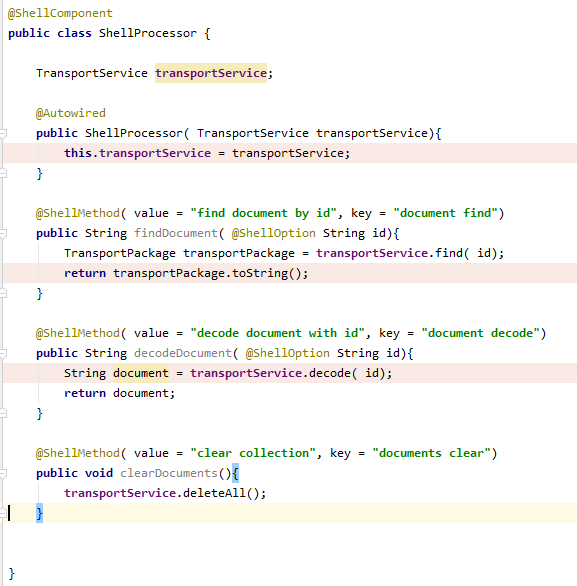 @ShellComponent
public class ShellProcessor {
TransportService transportService;
@Autowired
public ShellProcessor( TransportService transportService){
this.transportService = transportService;
}
@ShellMethod( value = "find document by id", key = "document find")
public String findDocument( @ShellOption String id){
TransportPackage transportPackage = transportService.find( id);
return transportPackage.toString();
}
@ShellMethod( value = "decode document with id", key = "document decode")
public String decodeDocument( @ShellOption String id){
String document = transportService.decode( id);
return document;
}
@ShellMethod( value = "clear collection", key = "documents clear")
public void clearDocuments(){
transportService.deleteAll();
}
}